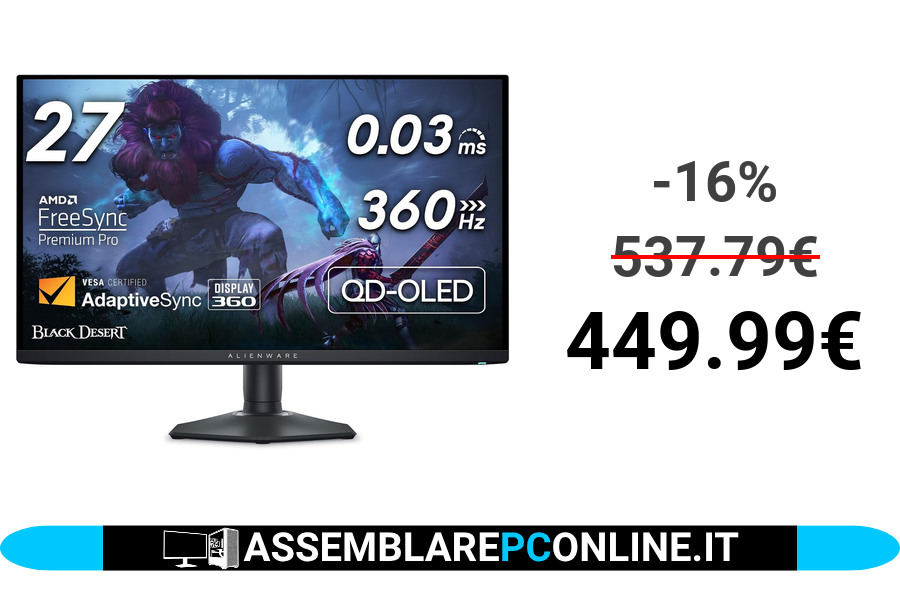 27
0.03 ms
AMD
FreeSync
Premium Pro
360 Hz
VESA CERTIFIED
AdaptiveSync
DISPLAY
360
QD-OLED
BLACK DESERT
ALIENWARE
-16%
537.79€
449.99€
ASSEMBLAREPCONLINE.IT